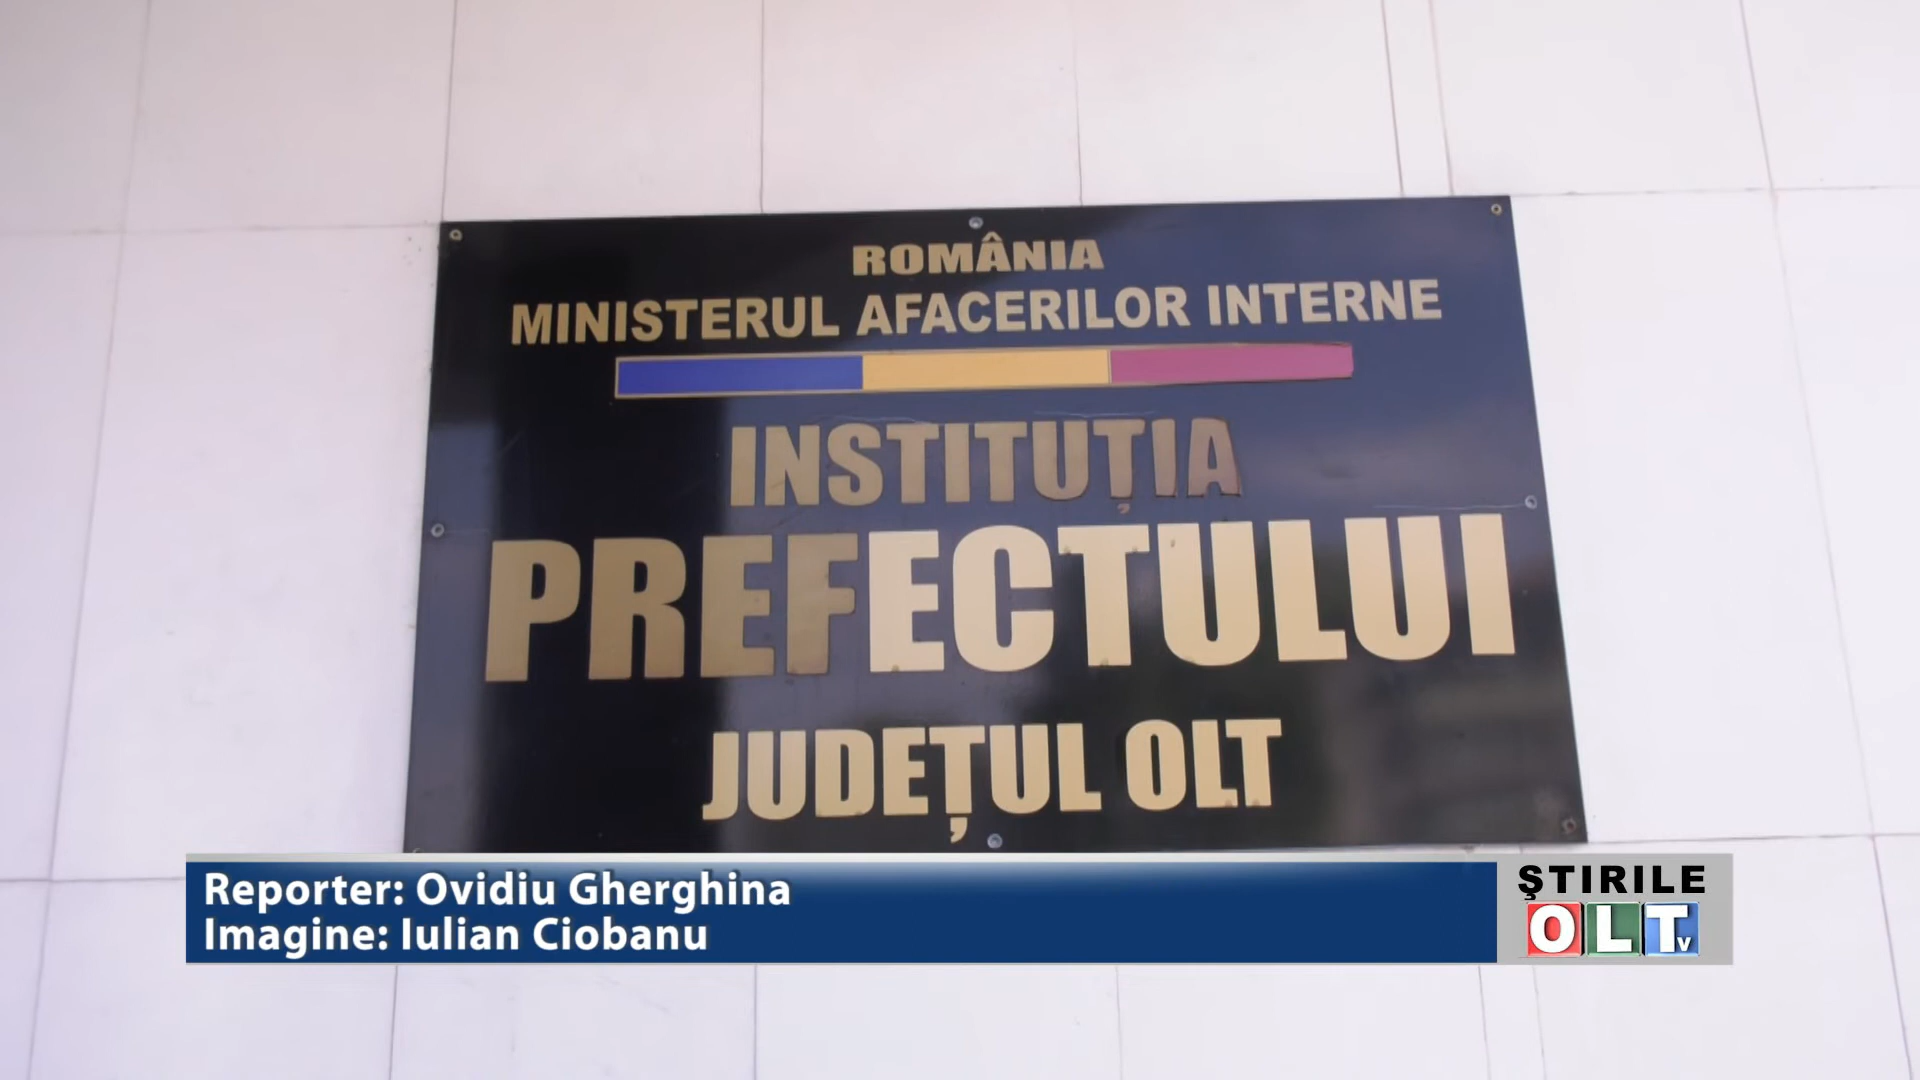 ROMÂNIA
MINISTERUL AFACERILOR INTERNE
INSTITUȚIA
PREFECTULUI
JUDEȚUL OLT
Reporter: Ovidiu Gherghina
Imagine: Iulian Ciobanu
ŞTIRILE
OLTv